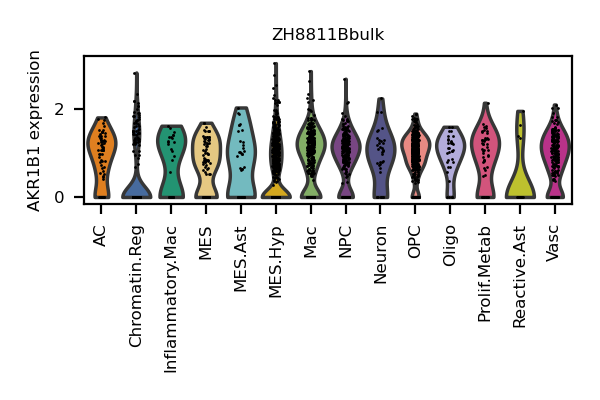 ZH8811Bbulk
AKR1B1 expression
2
0
AC
Chromatin.Reg
Inflammatory.Mac
MES
MES.Ast
MES.Hyp
Mac
NPC
Neuron
OPC
Oligo
Prolif.Metab
Reactive.Ast
Vasc